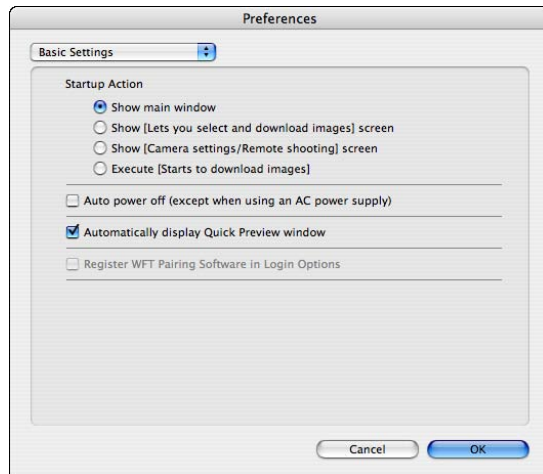 Preferences
Basic Settings
Startup Action
Show main window
Show [Lets you select and download images] screen
Show [Camera settings/Remote shooting] screen
Execute [Starts to download images]
Auto power off (except when using an AC power supply)
Automatically display Quick Preview window
Register WFT Pairing Software in Login Options
Cancel
OK